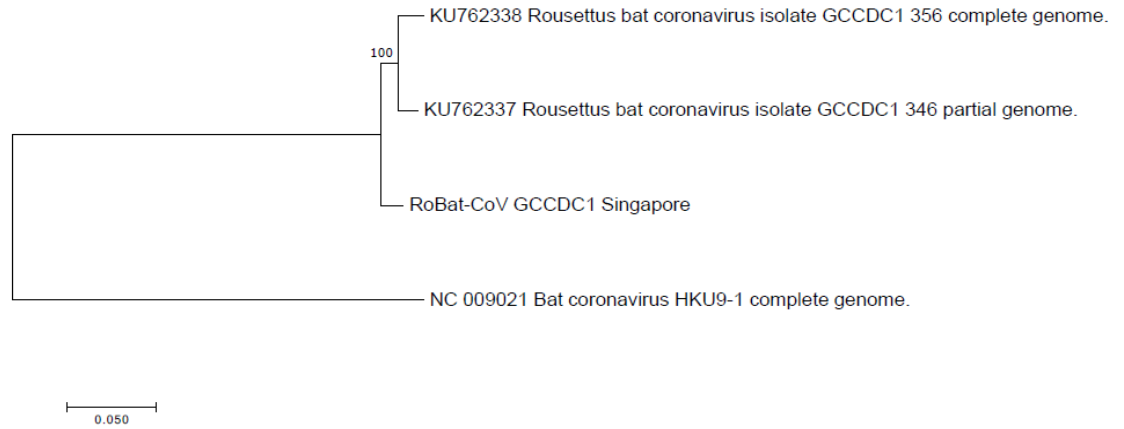 KU762338 Rousettus bat coronavirus isolate GCCDC1 356 complete genome.
100
KU762337 Rousettus bat coronavirus isolate GCCDC1 346 partial genome.
RoBat-CoV GCCDC1 Singapore
NC 009021 Bat coronavirus HKU9-1 complete genome.
0.050